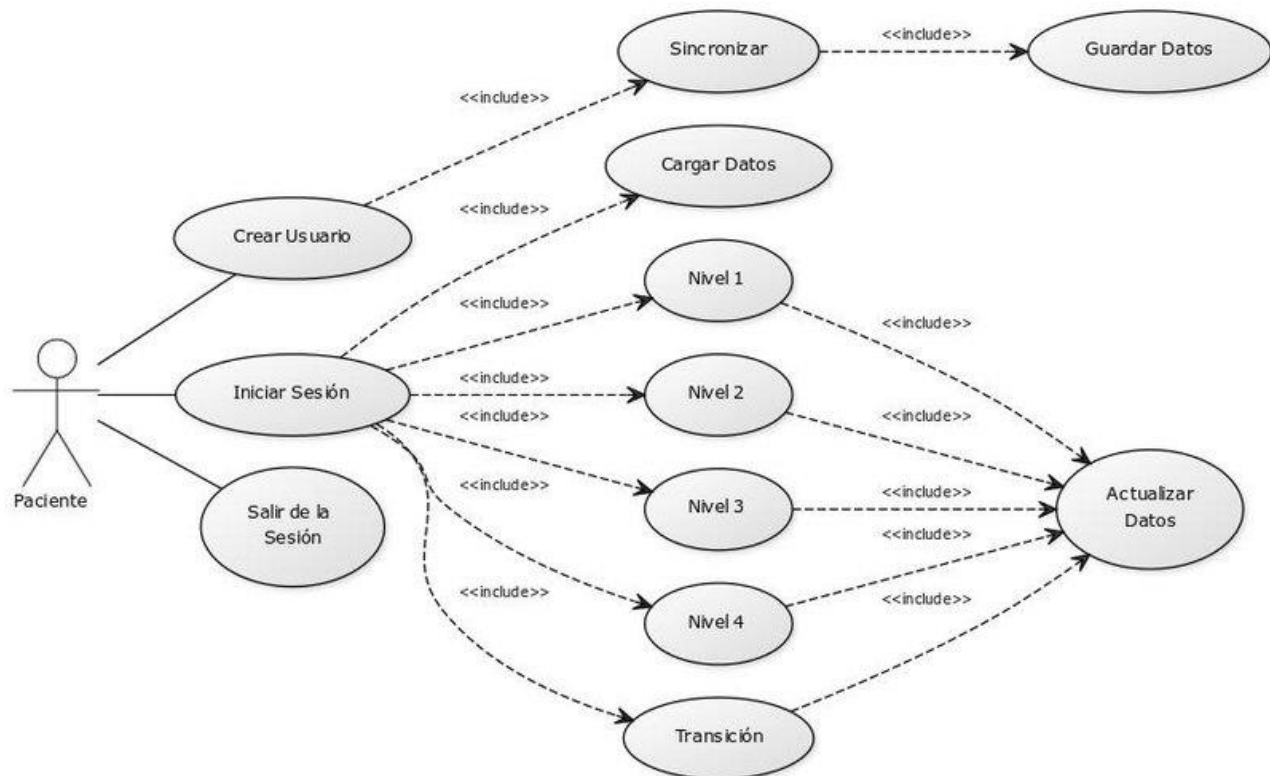 Sincronizar
<<include>>
Guardar Datos
<<include>>
Cargar Datos
<<include>>
Crear Usuario
Nivel 1
<<include>>
<<include>>
Iniciar Sesión
<<include>>
Nivel 2
<<include>>
<<include>>
Paciente
Salir de la
Sesión
<<include>>
Nivel 3
<<include>>
Actualizar
Datos
<<include>>
<<include>>
Nivel 4
<<include>>
Transición